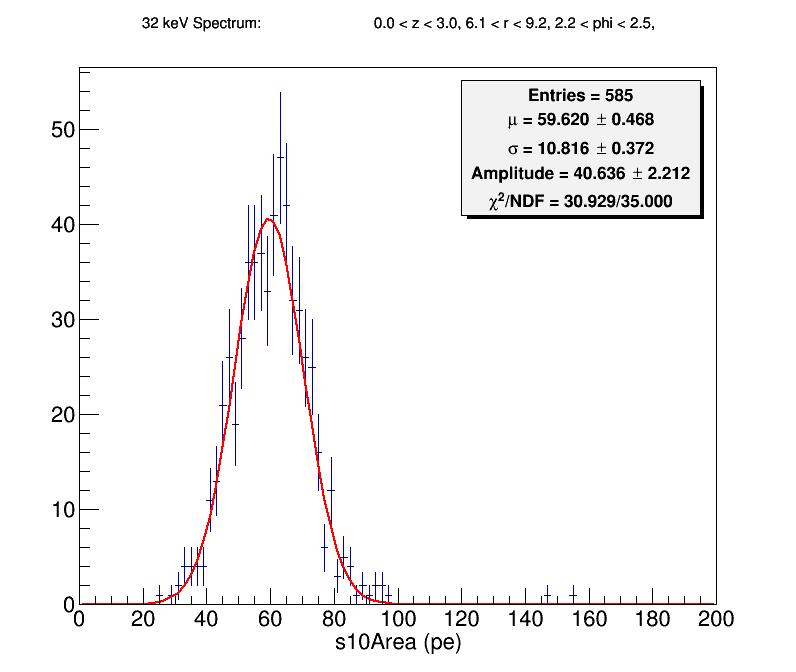 32 keV Spectrum: 0.0 < z < 3.0, 6.1 < r < 9.2, 2.2 < phi < 2.5,
Entries = 585
μ = 59.620 ± 0.468
σ = 10.816 ± 0.372
Amplitude = 40.636 ± 2.212
χ²/NDF = 30.929/35.000
50
40
30
20
10
0
0 20 40 60 80 100 120 140 160 180 200
s10Area (pe)